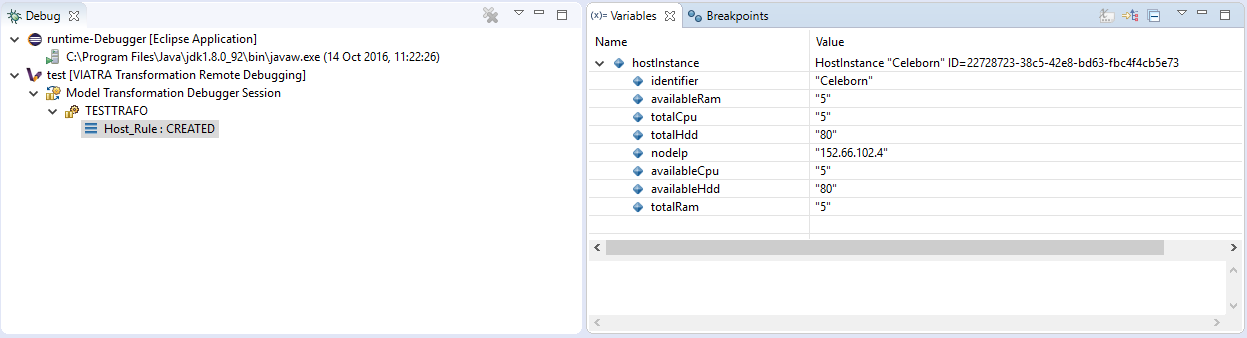 Debug
runtime-Debugger [Eclipse Application]
C:\Program Files\Java\jdk1.8.0_92\bin\javaw.exe (14 Oct 2016, 11:22:26)
test [VIATRA Transformation Remote Debugging]
Model Transformation Debugger Session
TESTTRAFO
Host_Rule : CREATED
(x)= Variables
Breakpoints
Name Value
hostInstance HostInstance "Celeborn" ID=22728723-38c5-42e8-bd63-fbc4f4cb5e73
identifier "Celeborn"
availableRam "5"
totalCpu "5"
totalHdd "80"
nodeIp "152.66.102.4"
availableCpu "5"
availableHdd "80"
totalRam "5"